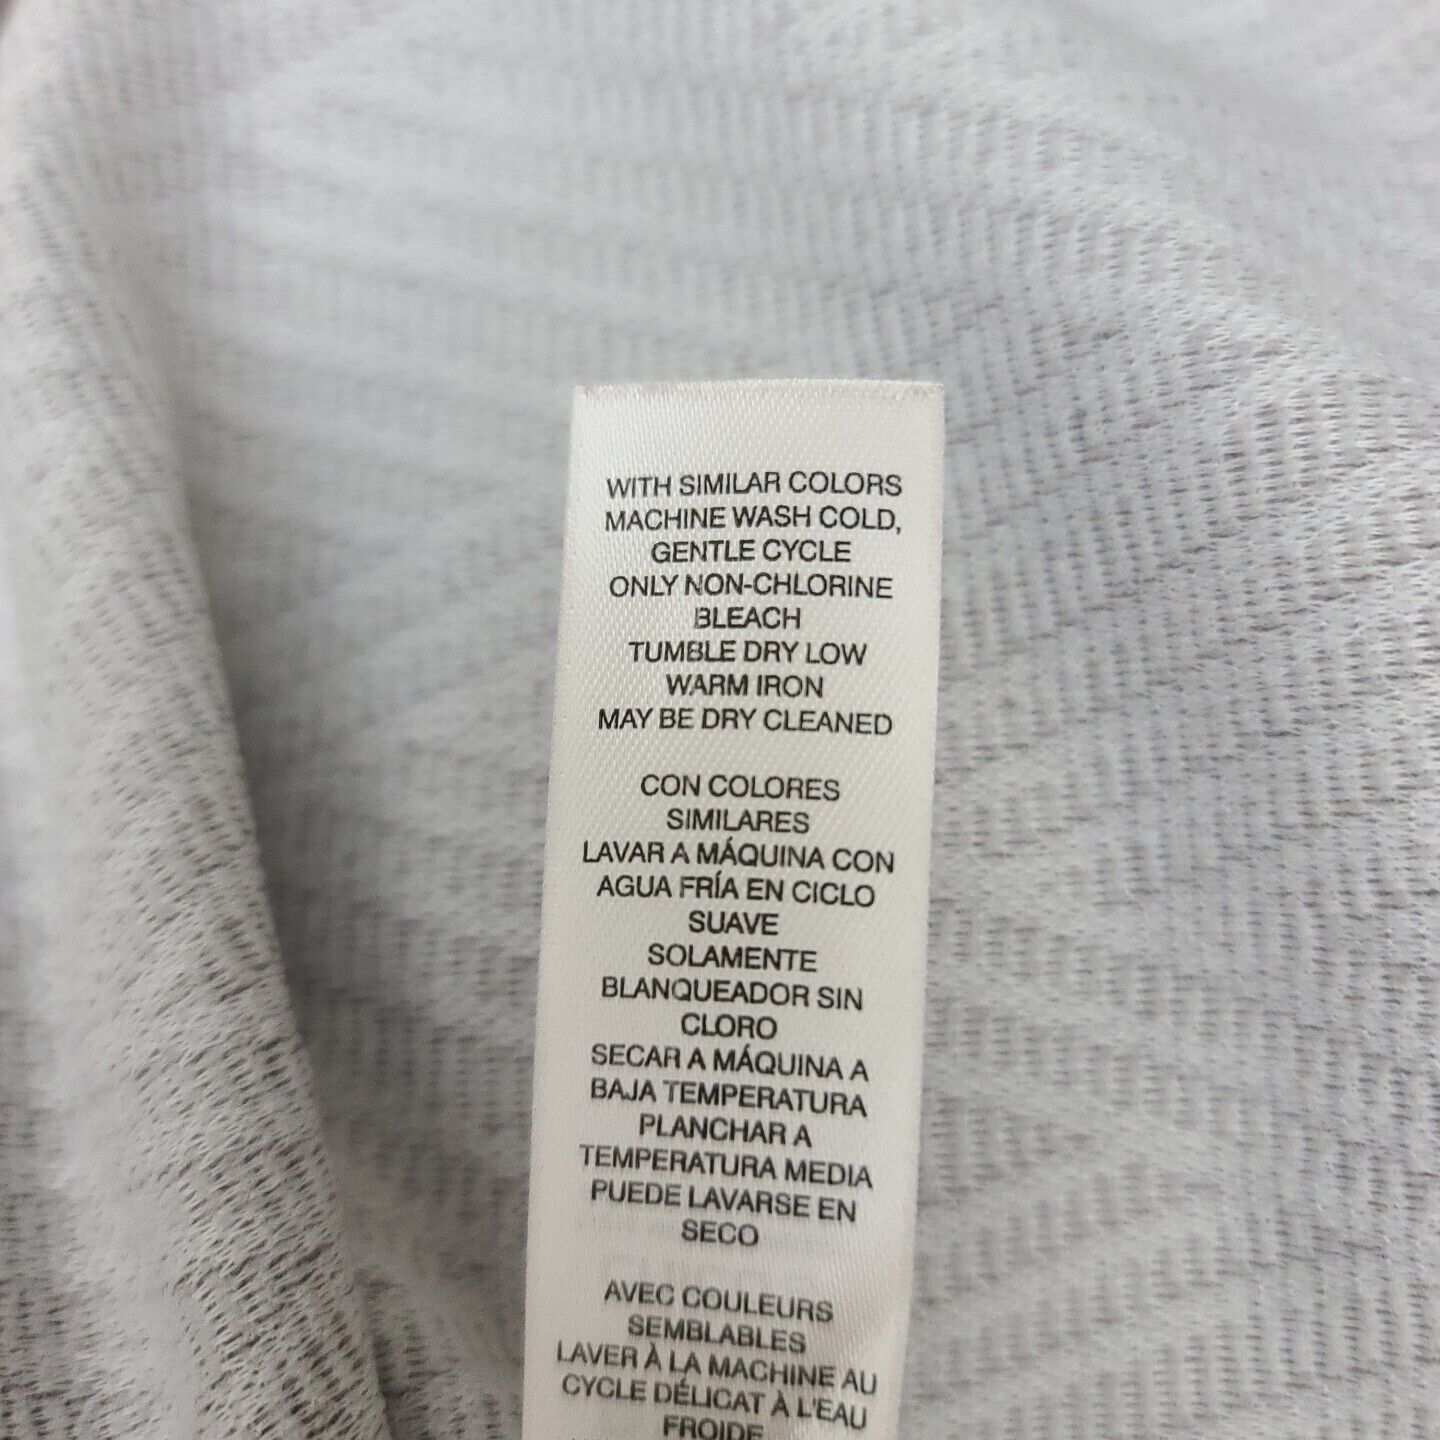 WITH SIMILAR COLORS
MACHINE WASH COLD,
GENTLE CYCLE
ONLY NON-CHLORINE
BLEACH
TUMBLE DRY LOW
WARM IRON
MAY BE DRY CLEANED
CON COLORES
SIMILARES
LAVAR A MÁQUINA CON
AGUA FRÍA EN CICLO
SUAVE
SOLAMENTE
BLANQUEADOR SIN
CLORO
SECAR A MÁQUINA A
BAJA TEMPERATURA
PLANCHAR A
TEMPERATURA MEDIA
PUEDE LAVARSE EN
SECO
AVEC COULEURS
SEMBLABLES
LAVER À LA MACHINE AU
CYCLE DÉLICAT À L'EAU
FROIDE